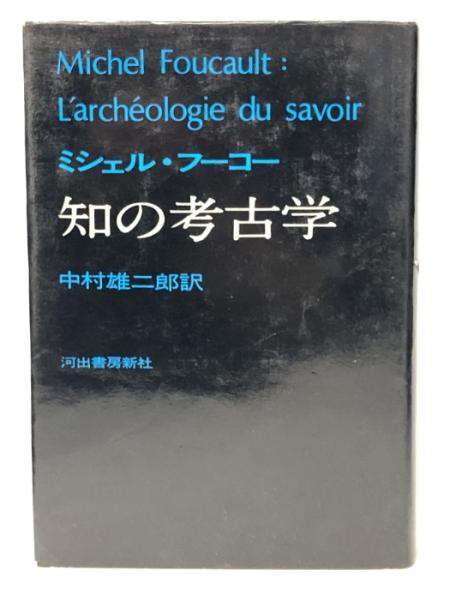 Michel Foucault :
L'archéologie du savoir
ミシェル・フーコー
知の考古学
中村雄二郎訳
河出書房新社